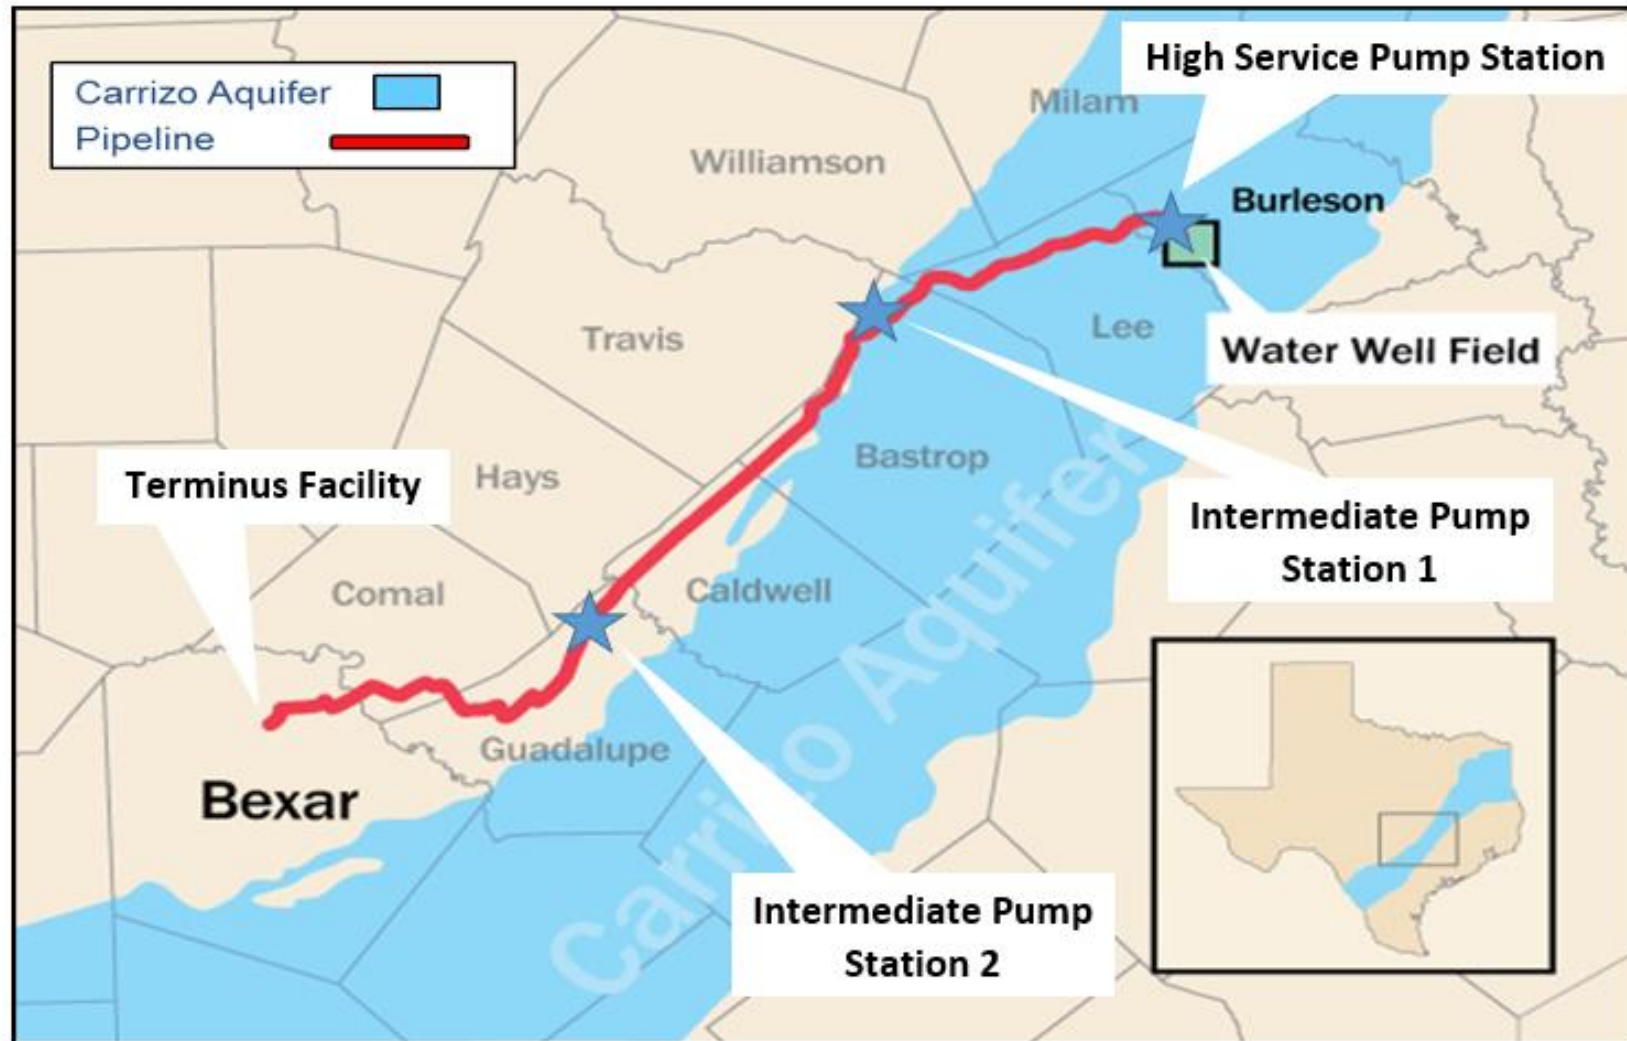 High Service Pump Station
Carrizo Aquifer
Pipeline
Milam
Williamson
Burleson
Travis
Lee
Water Well Field
Bastrop
Hays
Terminus Facility
Intermediate Pump
Station 1
Comal
Caldwell
Carrizo Aquifer
Guadalupe
Bexar
Intermediate Pump
Station 2